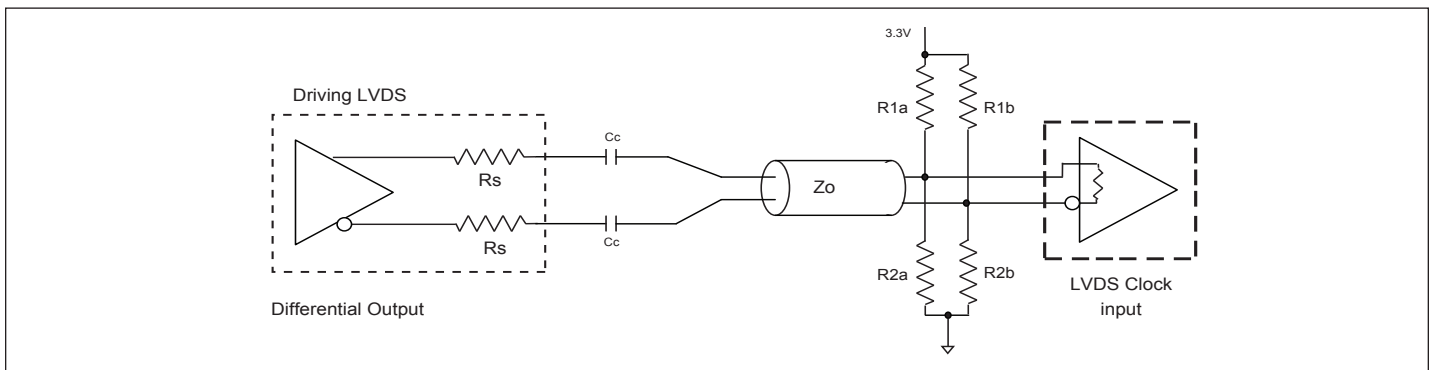 3.3V
Driving LVDS
R1a
R1b
Cc
Rs
Zo
Rs
Cc
R2a
R2b
LVDS Clock
input
Differential Output